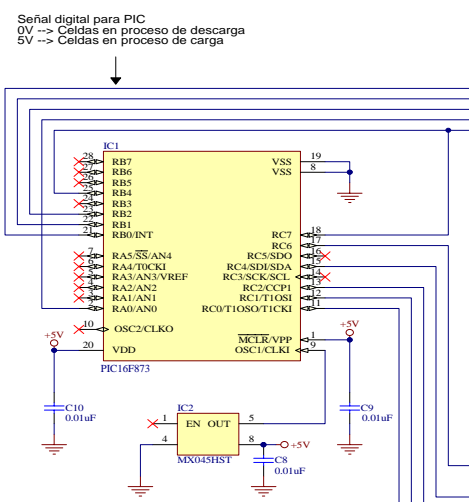 Señal digital para PIC
0V --> Celdas en proceso de descarga
5V --> Celdas en proceso de carga
IC1
28 RB7 VSS 19
27 RB6 VSS 8
26 RB5
25 RB4
24 RB3
23 RB2
22 RB1 RC7 18
21 RB0/INT RC6 17
RC5/SDO 16
7 RA5/SS/AN4 RC4/SDI/SDA 15
6 RA4/T0CKI RC3/SCK/SCL 14
5 RA3/AN3/VREF RC2/CCP1 13
4 RA2/AN2 RC1/T1OSI 12
3 RA1/AN1 RC0/T1OSO/T1CKI 11
2 RA0/AN0
10 OSC2/CLKO +5V
+5V MCLR/VPP 1
20 VDD OSC1/CLKI 9
PIC16F873
C10
0.01uF
C9
0.01uF
IC2
1 EN OUT 5
4 8 +5V
MX045HST
C8
0.01uF